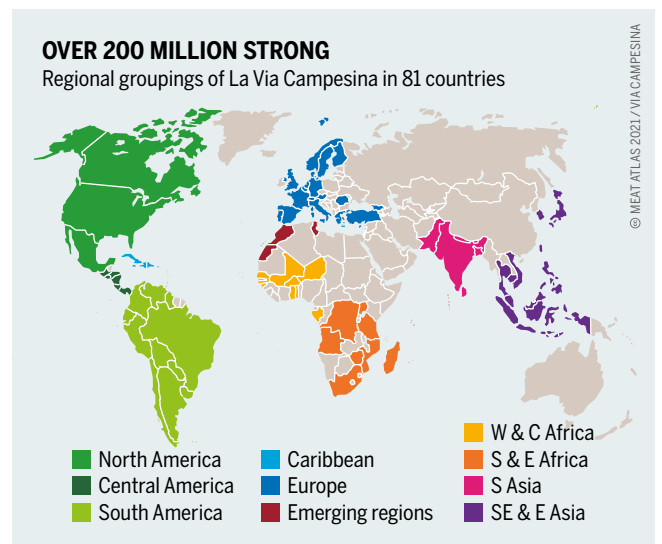 OVER 200 MILLION STRONG
Regional groupings of La Via Campesina in 81 countries
© MEAT ATLAS 2021 / VIA CAMPESINA
North America
Central America
South America
Caribbean
Europe
Emerging regions
W & C Africa
S & E Africa
S Asia
SE & E Asia